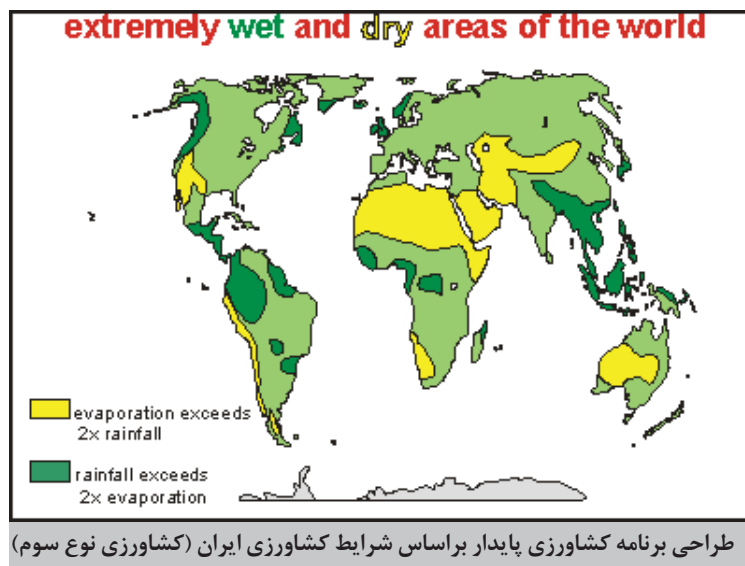 extremely wet and dry areas of the world
evaporation exceeds
2x rainfall
rainfall exceeds
2x evaporation
طراحی برنامه کشاورزی پایدار براساس شرایط کشاورزی ایران (کشاورزی نوع سوم)